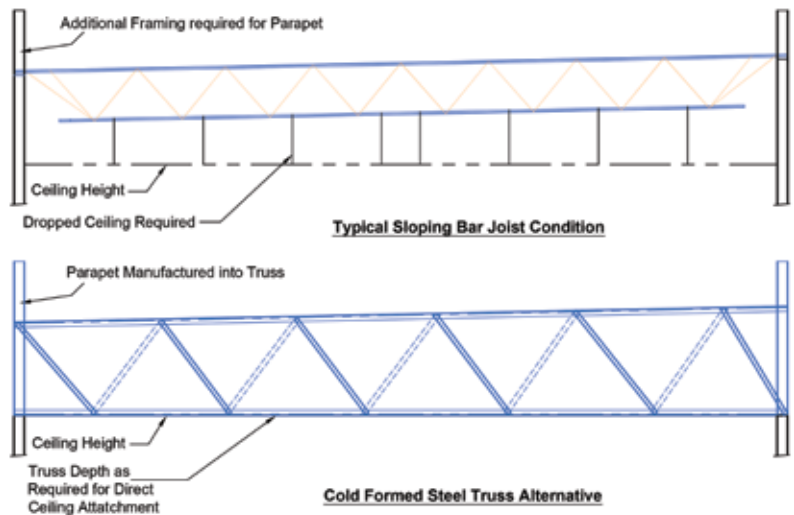 Additional Framing required for Parapet
Ceiling Height
Dropped Ceiling Required
Typical Sloping Bar Joist Condition
Parapet Manufactured into Truss
Ceiling Height
Truss Depth as
Required for Direct
Ceiling Attatchment
Cold Formed Steel Truss Alternative